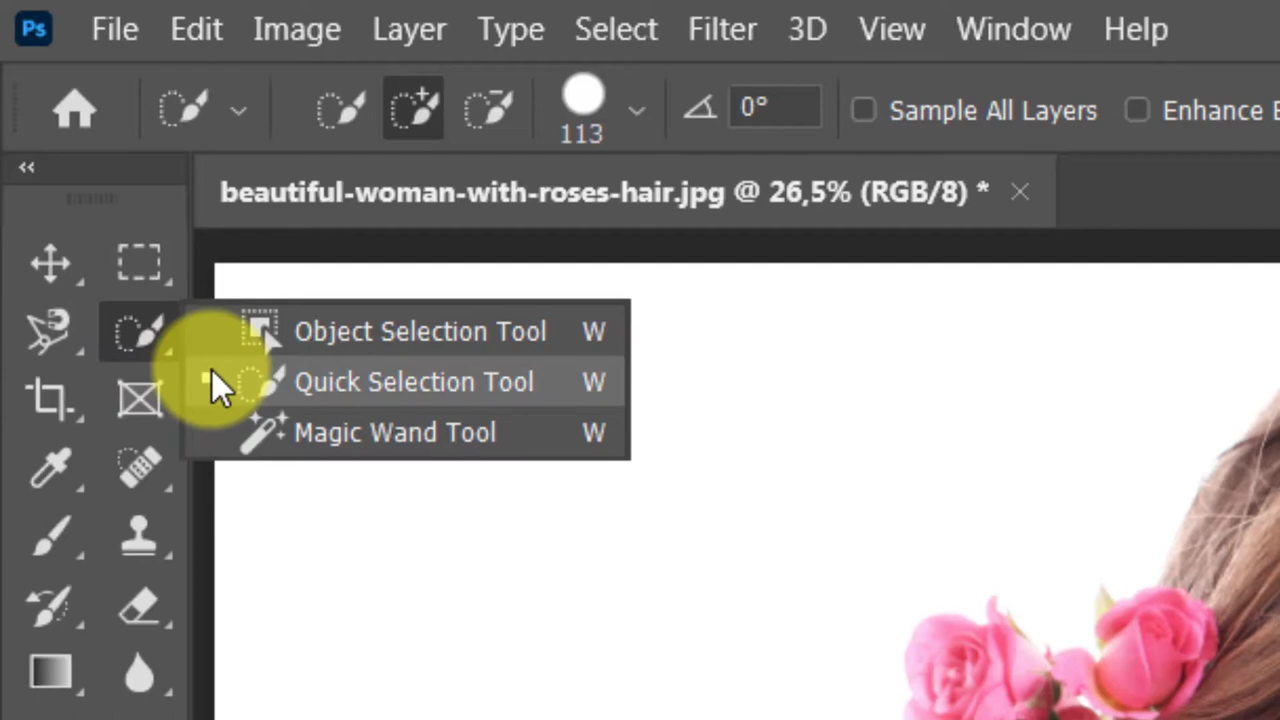 Ps File Edit Image Layer Type Select Filter 3D View Window Help
113 0° Sample All Layers Enhance E
beautiful-woman-with-roses-hair.jpg @ 26,5% (RGB/8) *
Object Selection Tool W
Quick Selection Tool W
Magic Wand Tool W